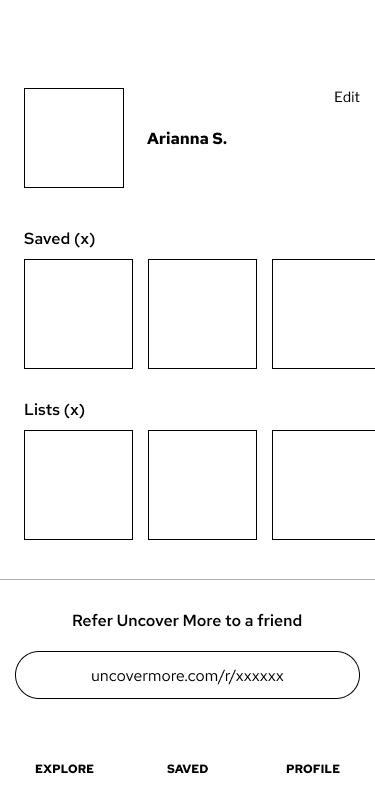 Edit
Arianna S.
Saved (x)
Lists (x)
Refer Uncover More to a friend
uncovermore.com/r/xxxxxx
EXPLORE SAVED PROFILE